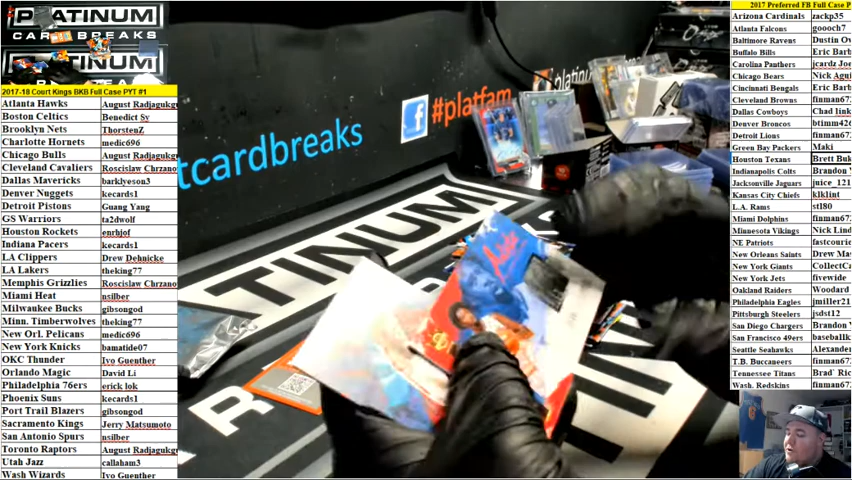 PLATINUM
CARD BREAKS
PLATINUM
2017-18 Court Kings BKB Full Case PYT #1
Atlanta Hawks August Radjagukgu
Boston Celtics Benedict Sy
Brooklyn Nets ThorstenZ
Charlotte Hornets medic696
Chicago Bulls August Radjagukgu
Cleveland Cavaliers Roscislaw Chrzano
Dallas Mavericks barklyeson3
Denver Nuggets kecards1
Detroit Pistons Guang Yang
GS Warriors ta2dwolf
Houston Rockets enrhjof
Indiana Pacers kecards1
LA Clippers Drew Dehnicke
LA Lakers theking77
Memphis Grizzlies Roscislaw Chrzano
Miami Heat nsilber
Milwaulkee Bucks gibsongod
Minn. Timberwolves theking77
New Orl. Pelicans medic696
New York Knicks bamatide07
OKC Thunder Ivo Guenther
Orlando Magic David Li
Philadelphia 76ers erick lok
Phoenix Suns kecards1
Port Trail Blazers gibsongod
Sacramento Kings Jerry Matsumoto
San Antonio Spurs nsilber
Toronto Raptors August Radjagukgu
Utah Jazz callaham3
Wash Wizards Ivo Guenther
tcardbreaks
f #platfam
platinu
PLATINUM
2017 Preferred FB Full Case P
Arizona Cardinals zackp35
Atlanta Falcons goooch7
Baltimore Ravens Dustin Ov
Buffalo Bills Eric Barb
Carolina Panthers jcardz Joe
Chicago Bears Nick Agui
Cincinnati Bengals Eric Barb
Cleveland Browns finman67
Dallas Cowboys Chad link
Denver Broncos btimm426
Detroit Lions finman67
Green Bay Packers Maki
Houston Texans Brett Buk
Indianapolis Colts Brandon Y
Jacksonville Jaguars juice_121
Kansas City Chiefs klklint
L.A. Rams stl80
Miami Dolphins finman67
Minnesota Vikings Nick Lind
NE Patriots fastcourie
New Orleans Saints Drew Mas
New York Giants CollectCa
New York Jets fivewide
Oakland Raiders Woodard
Philadelphia Eagles jmiller21
Pittsburgh Steelers jsdst12
San Diego Chargers Brandon Y
San Francisco 49ers baseballk
Seattle Seahawks Alexander
T.B. Buccaneers finman67
Tennessee Titans Brad' Ric
Wash. Redskins finman67